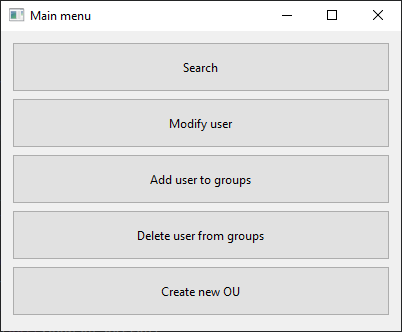 Main menu
Search
Modify user
Add user to groups
Delete user from groups
Create new OU